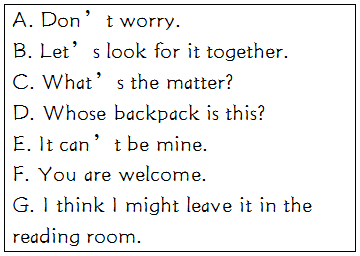 A. Don’t worry.
B. Let’s look for it together.
C. What’s the matter?
D. Whose backpack is this?
E. It can’t be mine.
F. You are welcome.
G. I think I might leave it in the
reading room.